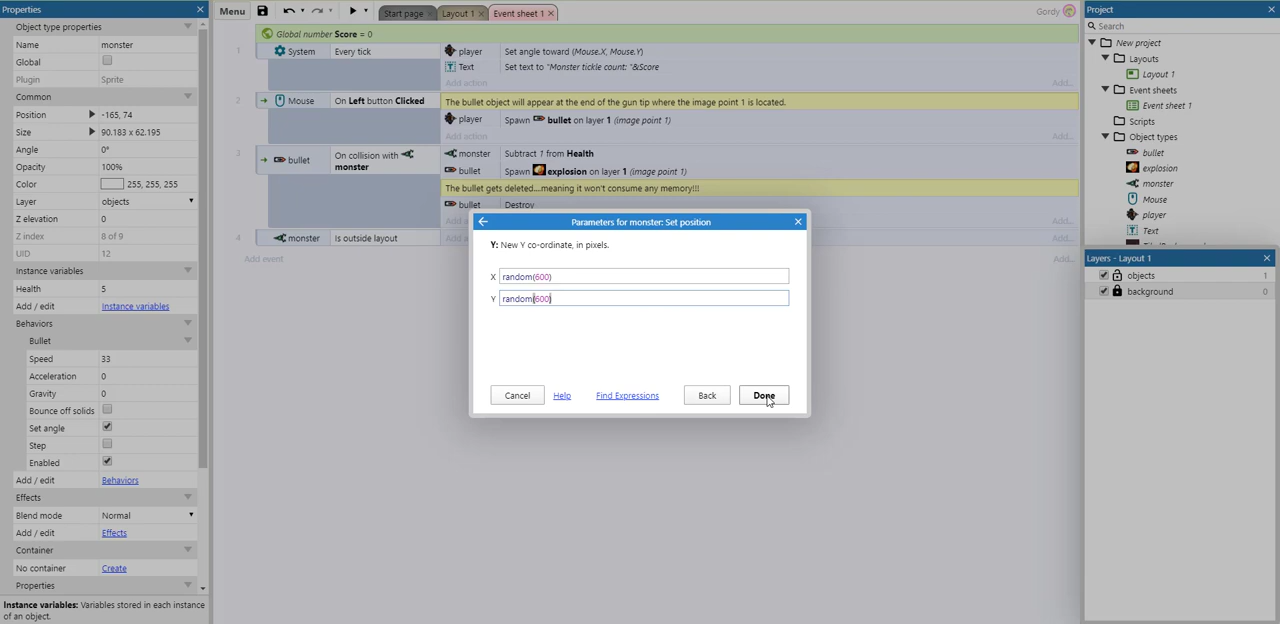 Properties
Object type properties
Name monster
Global
Plugin Sprite
Common
Position -165, 74
Size 90.183 x 62.195
Angle 0°
Opacity 100%
Color 255, 255, 255
Layer objects
Z elevation 0
Z index 8 of 9
UID 12
Instance variables
Health 5
Add / edit Instance variables
Behaviors
Bullet
Speed 33
Acceleration 0
Gravity 0
Bounce off solids
Set angle
Step
Enabled
Add / edit Behaviors
Effects
Blend mode Normal
Add / edit Effects
Container
No container Create
Properties
Instance variables: Variables stored in each instance
of an object.
Menu
Start page Layout 1 Event sheet 1
Gordy
Global number Score = 0
1 System Every tick player Set angle toward (Mouse.X, Mouse.Y)
Text Set text to "Monster tickle count: "&Score
Add action Add...
2 Mouse On Left button Clicked The bullet object will appear at the end of the gun tip where the image point 1 is located.
player Spawn bullet on layer 1 (image point 1)
Add action Add...
3 bullet On collision with monster monster Subtract 1 from Health
bullet Spawn explosion on layer 1 (image point 1)
The bullet gets deleted....meaning it won't consume any memory!!!
bullet Destroy
Add...
4 monster Is outside layout Add a Add...
Add event Add...
Parameters for monster: Set position
Y: New Y co-ordinate, in pixels.
X random(600)
Y random(600)
Cancel Help Find Expressions Back Done
Project
Search
New project
Layouts
Layout 1
Event sheets
Event sheet 1
Scripts
Object types
bullet
explosion
monster
Mouse
player
Text
Layers - Layout 1
objects 1
background 0